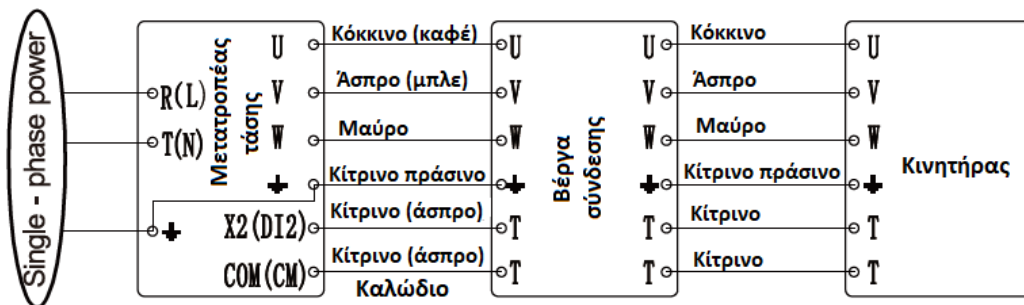 Single - phase power
R(L)
T(N)
Μετατροπέας
τάσης
U
V
W
X2(DI2)
COM(CM)
Κόκκινο (καφέ)
Άσπρο (μπλε)
Μαύρο
Κίτρινο πράσινο
Κίτρινο (άσπρο)
Κίτρινο (άσπρο)
Καλώδιο
U
V
W
T
T
Βέργα
σύνδεσης
U
V
W
T
T
Κόκκινο
Άσπρο
Μαύρο
Κίτρινο πράσινο
Κίτρινο
Κίτρινο
U
V
W
T
T
Κινητήρας